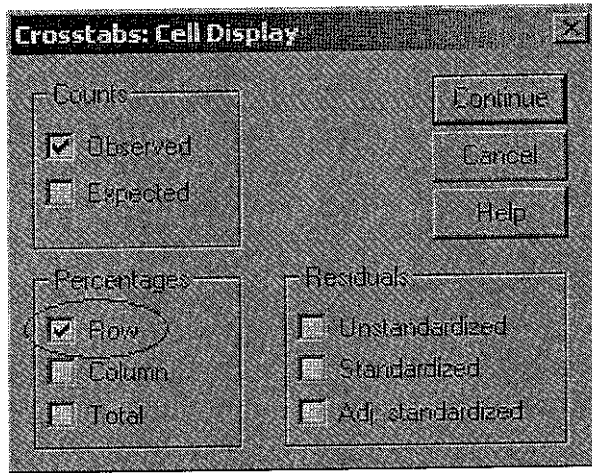 Crosstabs: Cell Display
Counts
Observed
Expected
Continue
Cancel
Help
Percentages
Row
Column
Total
Residuals
Unstandardized
Standardized
Adj. standardized